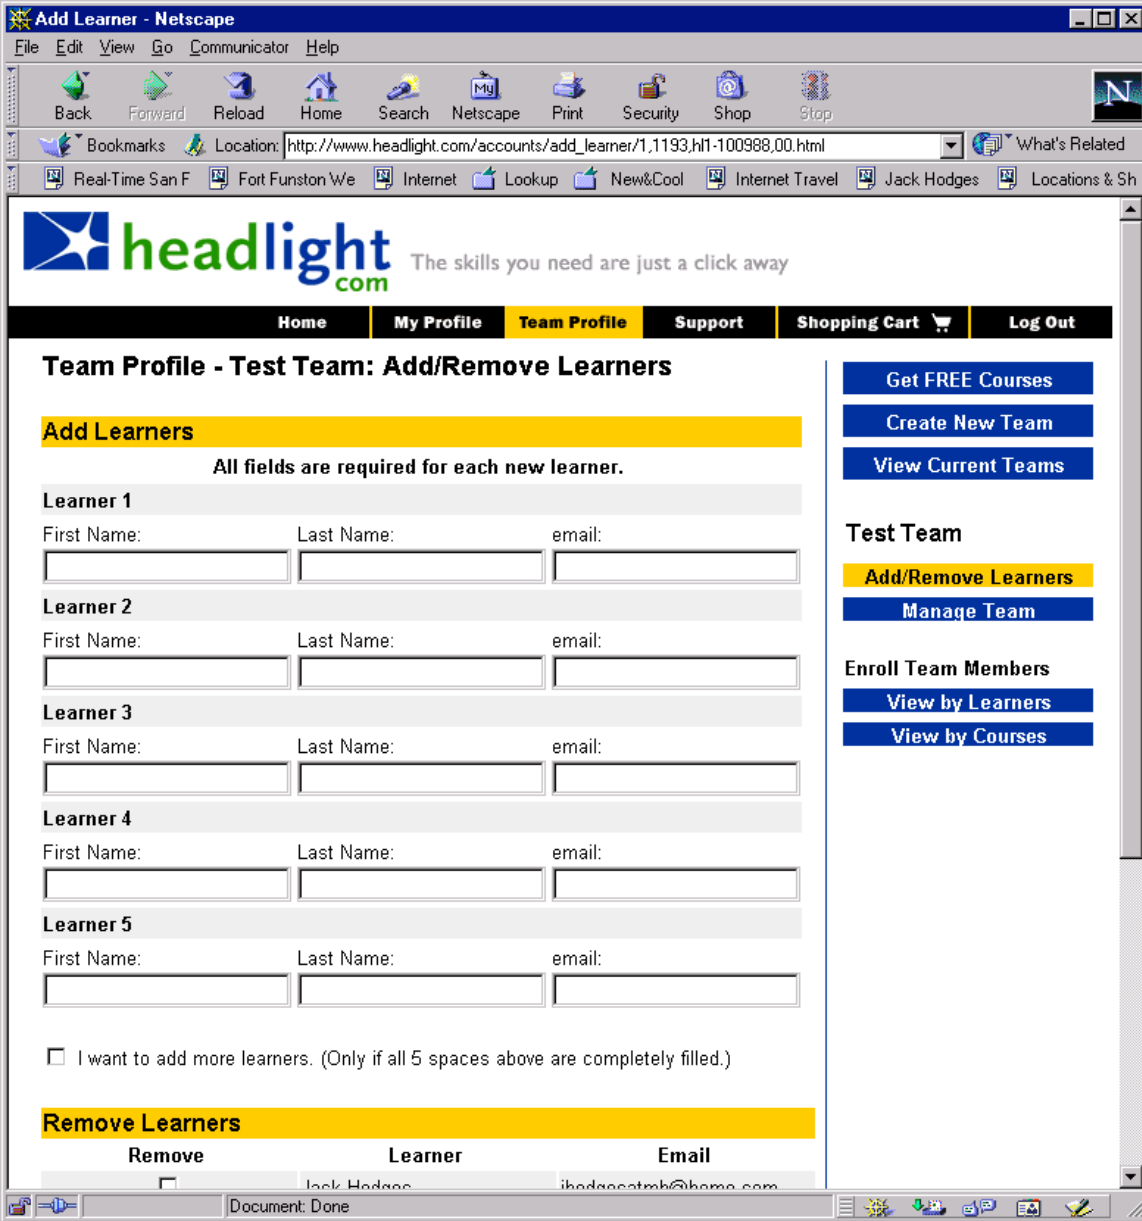 Add Learner - Netscape
File Edit View Go Communicator Help
Back Forward Reload Home Search Netscape Print Security Shop Stop
My
N
Bookmarks Location: http://www.headlight.com/accounts/add_learner/1,1193,hl1-100988,00.html What's Related
Real-Time San F Fort Funston We Internet Lookup New&Cool Internet Travel Jack Hodges Locations & Sh
headlight
com
The skills you need are just a click away
Home My Profile Team Profile Support Shopping Cart Log Out
Team Profile - Test Team: Add/Remove Learners
Add Learners
All fields are required for each new learner.
Learner 1
First Name: Last Name: email:
Learner 2
First Name: Last Name: email:
Learner 3
First Name: Last Name: email:
Learner 4
First Name: Last Name: email:
Learner 5
First Name: Last Name: email:
I want to add more learners. (Only if all 5 spaces above are completely filled.)
Remove Learners
Remove Learner Email
Jack Hodges jhodgesatmh@home.com
Get FREE Courses
Create New Team
View Current Teams
Test Team
Add/Remove Learners
Manage Team
Enroll Team Members
View by Learners
View by Courses
Document: Done